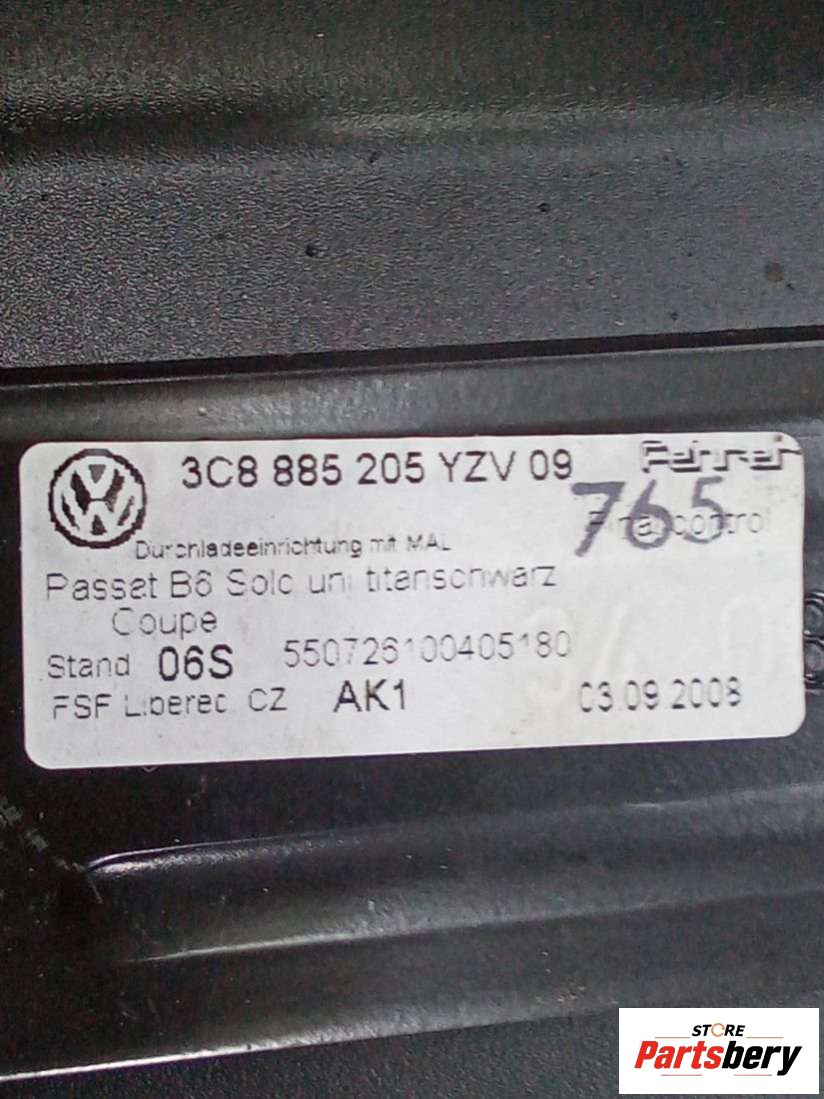 3C8 885 205 YZV 09 Fehrer
765
Durchladeeinrichtung mit MAL Final control
Passat B6 Solo uni titanschwarz
Coupe
Stand 06S 550726100405180
FSF Liberec CZ AK1 03.09.2008
STORE
Partsbery